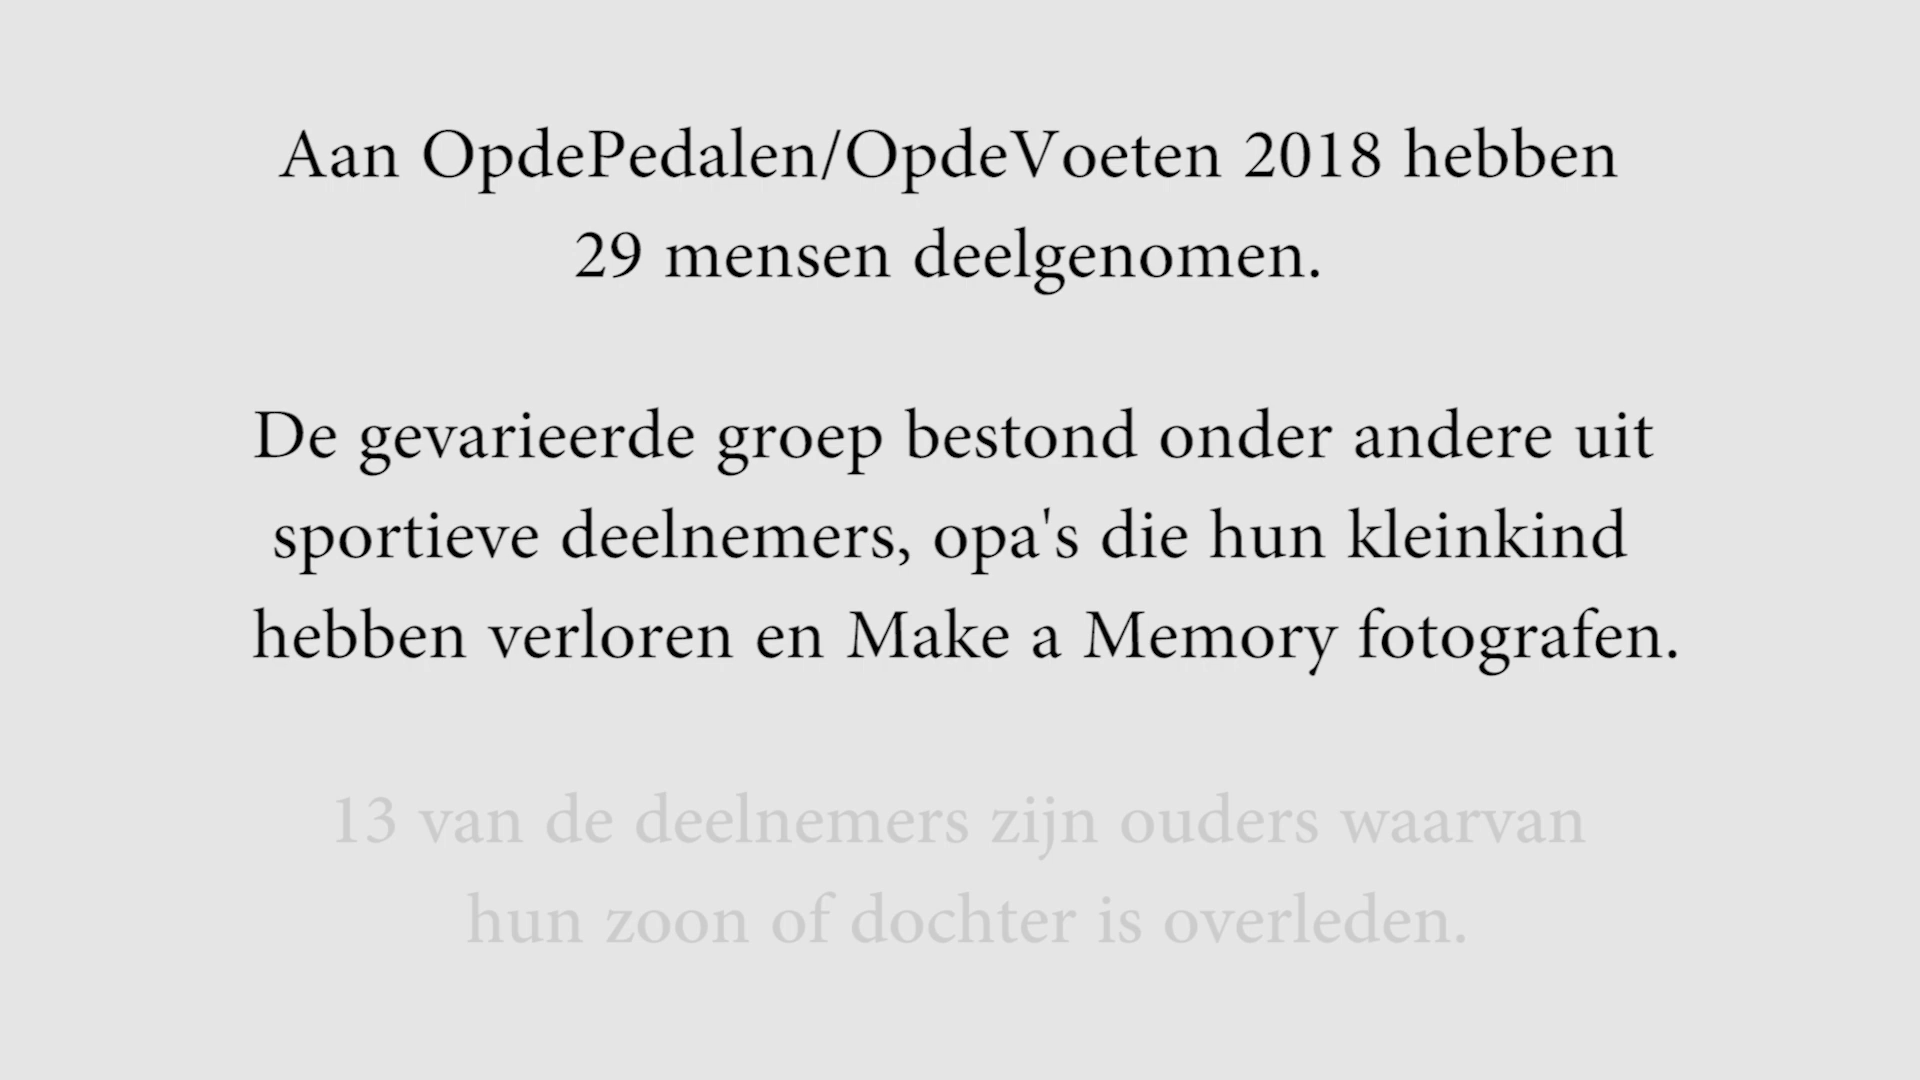 Aan OpdePedalen/OpdeVoeten 2018 hebben
29 mensen deelgenomen.
De gevarieerde groep bestond onder andere uit
sportieve deelnemers, opa's die hun kleinkind
hebben verloren en Make a Memory fotografen.
13 van de deelnemers zijn ouders waarvan
hun zoon of dochter is overleden.